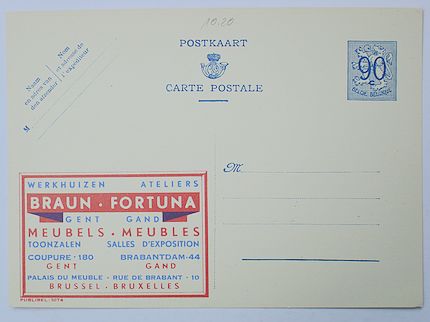 10.20
POSTKAART
CARTE POSTALE
Naam
en adres van
den afzender
Nom
et adresse de
l'expéditeur
M
90
C
BELGIE-BELGIQUE
M
WERKHUIZEN ATELIERS
BRAUN · FORTUNA
GENT GAND
MEUBELS · MEUBLES
TOONZALEN SALLES D'EXPOSITION
COUPURE · 180 BRABANTDAM · 44
GENT GAND
PALAIS DU MEUBLE · RUE DE BRABANT · 10
BRUSSEL · BRUXELLES
PUBLIBEL · 1074